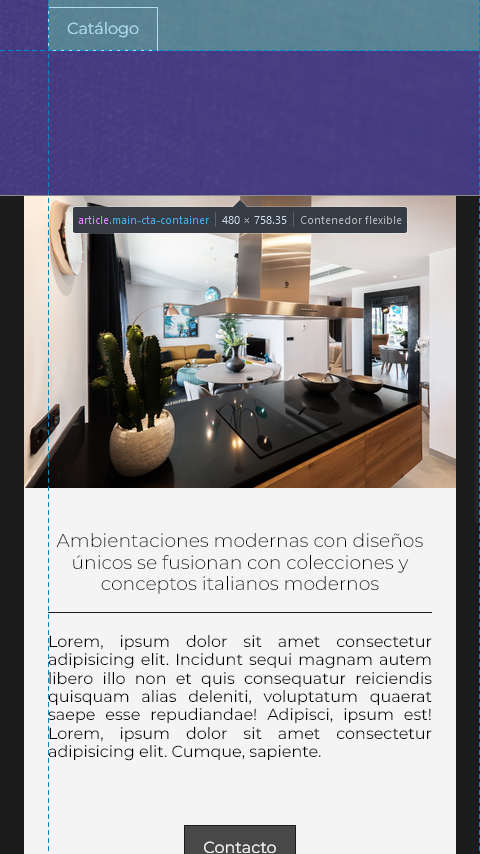 Catálogo
article.main-cta-container 480 × 758.35 Contenedor flexible
Ambientaciones modernas con diseños
únicos se fusionan con colecciones y
conceptos italianos modernos
Lorem, ipsum dolor sit amet consectetur
adipisicing elit. Incidunt sequi magnam autem
libero illo non et quis consequatur reiciendis
quisquam alias deleniti, voluptatum quaerat
saepe esse repudiandae! Adipisci, ipsum est!
Lorem, ipsum dolor sit amet consectetur
adipisicing elit. Cumque, sapiente.
Contacto